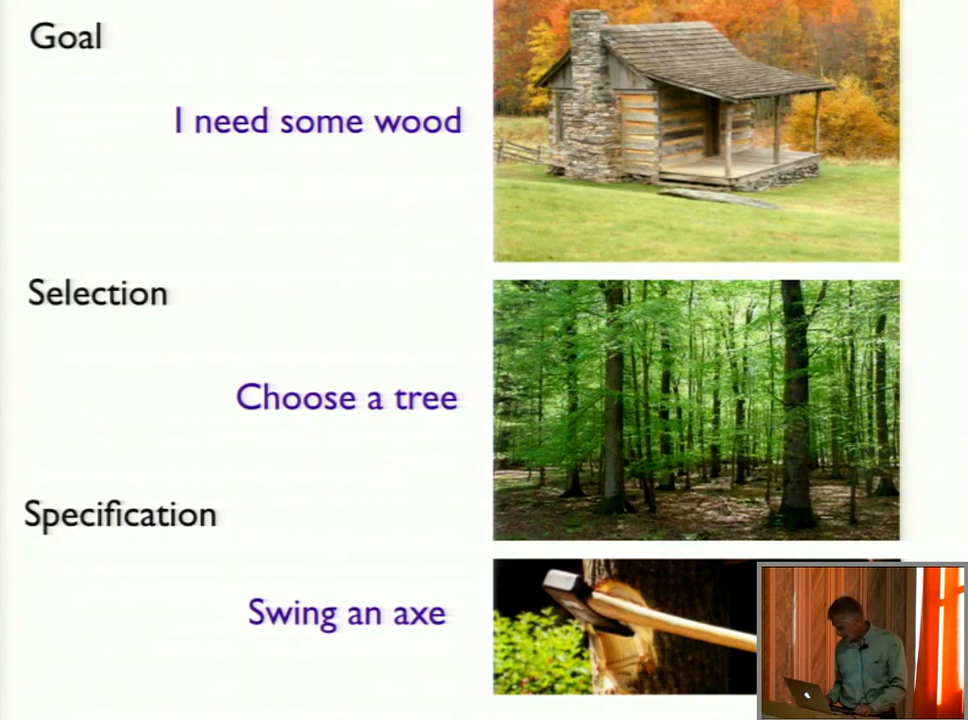 Goal
I need some wood
Selection
Choose a tree
Specification
Swing an axe